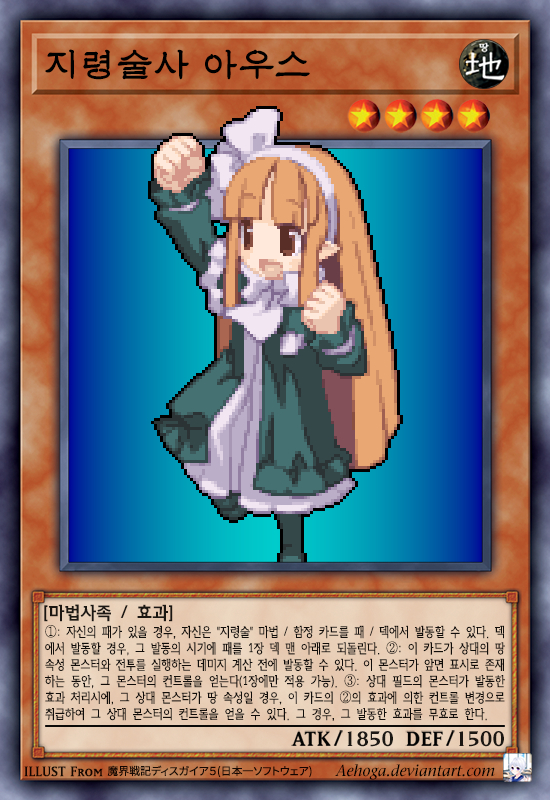 지령술사 아우스
땅
地
[마법사족 / 효과]
①: 자신의 패가 있을 경우, 자신은 "지령술" 마법 / 함정 카드를 패 / 덱에서 발동할 수 있다. 덱
에서 발동할 경우, 그 발동의 시기에 패를 1장 덱 맨 아래로 되돌린다. ②: 이 카드가 상대의 땅
속성 몬스터와 전투를 실행하는 데미지 계산 전에 발동할 수 있다. 이 몬스터가 앞면 표시로 존재
하는 동안, 그 몬스터의 컨트롤을 얻는다(1장에만 적용 가능). ③: 상대 필드의 몬스터가 발동한
효과 처리시에, 그 상대 몬스터가 땅 속성일 경우, 이 카드의 ②의 효과에 의한 컨트롤 변경으로
취급하여 그 상대 몬스터의 컨트롤을 얻을 수 있다. 그 경우, 그 발동한 효과를 무효로 한다.
ATK/1850 DEF/1500
ILLUST FROM 魔界戦記ディスガイア5(日本一ソフトウェア) Aehoga.deviantart.com